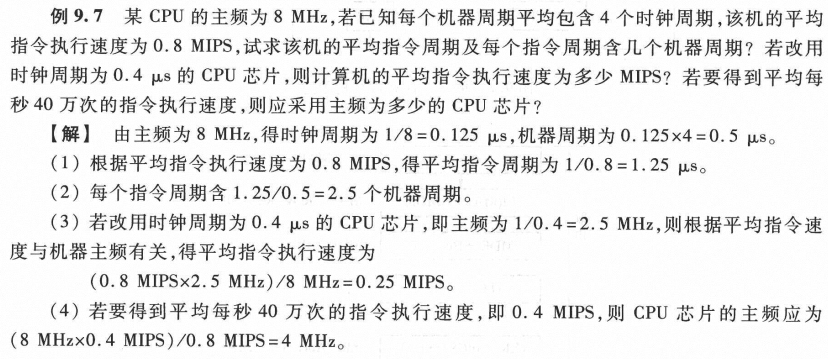 例 9.7 某 CPU 的主频为 8 MHz,若已知每个机器周期平均包含 4 个时钟周期,该机的平均
指令执行速度为 0.8 MIPS,试求该机的平均指令周期及每个指令周期含几个机器周期? 若改用
时钟周期为 0.4 μs 的 CPU 芯片,则计算机的平均指令执行速度为多少 MIPS? 若要得到平均每
秒 40 万次的指令执行速度,则应采用主频为多少的 CPU 芯片?
【解】 由主频为 8 MHz,得时钟周期为 1/8=0.125 μs,机器周期为 0.125×4=0.5 μs。
(1) 根据平均指令执行速度为 0.8 MIPS,得平均指令周期为 1/0.8=1.25 μs。
(2) 每个指令周期含 1.25/0.5=2.5 个机器周期。
(3) 若改用时钟周期为 0.4 μs 的 CPU 芯片,即主频为 1/0.4=2.5 MHz,则根据平均指令速
度与机器主频有关,得平均指令执行速度为
(0.8 MIPS×2.5 MHz)/8 MHz=0.25 MIPS。
(4) 若要得到平均每秒 40 万次的指令执行速度,即 0.4 MIPS,则 CPU 芯片的主频应为
(8 MHz×0.4 MIPS)/0.8 MIPS=4 MHz。